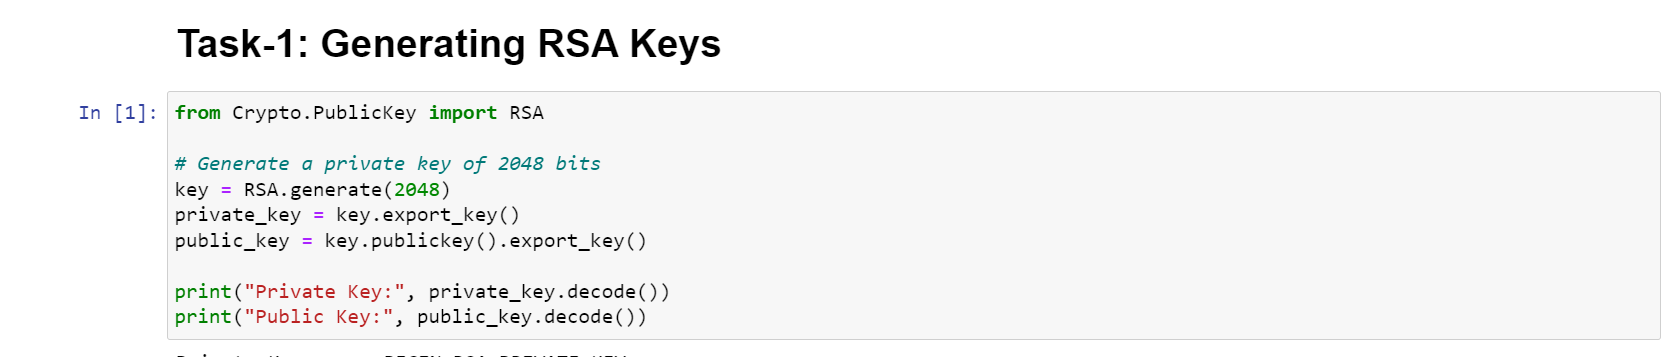 Task-1: Generating RSA Keys
In [1]: from Crypto.PublicKey import RSA
# Generate a private key of 2048 bits
key = RSA.generate(2048)
private_key = key.export_key()
public_key = key.publickey().export_key()
print("Private Key:", private_key.decode())
print("Public Key:", public_key.decode())